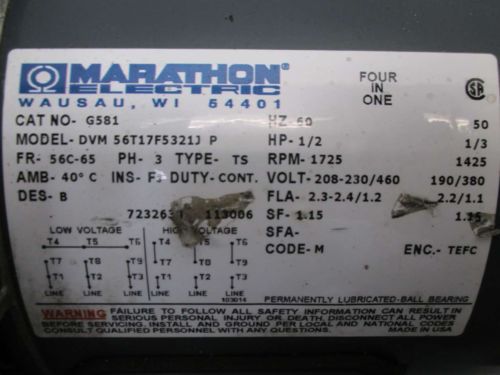 MARATHON®
ELECTRIC
WAUSAU, WI 54401
FOUR
IN
ONE
SA
CAT NO- G581 HZ-60 50
MODEL- DVM 56T17F5321J P HP-1/2 1/3
FR- 56C-65 PH- 3 TYPE- TS RPM-1725 1425
AMB- 40°C INS- DUTY-CONT. VOLT-208-230/460 190/380
DES- B FLA- 2.3-2.4/1.2 2.2/1.1
113006 SF- 1.15
SFA-
LOW VOLTAGE VOLTAGE CODE-M ENC.- TEFC
T4 T5 T6 T4 T5 T6
T7 T8 T9 T7 T8 T9
T1 T2 T3 T1 T2 T3
LINE LINE LINE LINE LINE LINE
103014
PERMANENTLY LUBRICATED-BALL BEARING
WARNING FAILURE TO FOLLOW ALL SAFETY INFORMATION CAN RESULT IN
SERIOUS PERSONAL INJURY OR DEATH. DISCONNECT ALL POWER
BEFORE SERVICING. INSTALL AND GROUND PER LOCAL AND NATIONAL CODES
CONSULT QUALIFIED PERSONNEL WITH ANY QUESTIONS. MADE IN USA